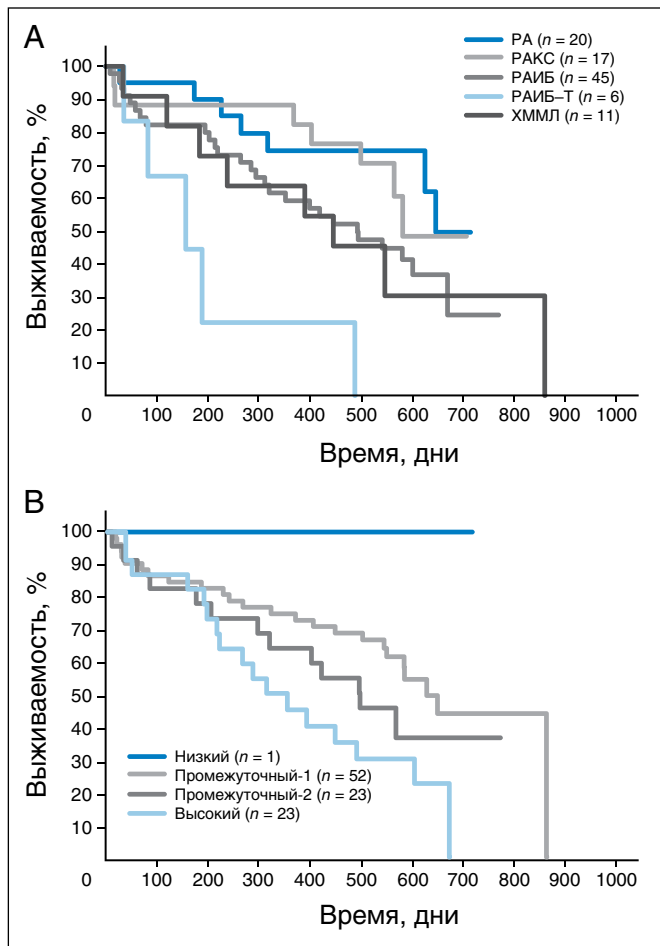 A
РА (n = 20)
РАКС (n = 17)
РАИБ (n = 45)
РАИБ–Т (n = 6)
ХММЛ (n = 11)
Выживаемость, %
100
90
80
70
60
50
40
30
20
10
0 100 200 300 400 500 600 700 800 900 1000
Время, дни
B
Выживаемость, %
100
90
80
70
60
50
40
30
20
10
Низкий (n = 1)
Промежуточный-1 (n = 52)
Промежуточный-2 (n = 23)
Высокий (n = 23)
0 100 200 300 400 500 600 700 800 900 1000
Время, дни